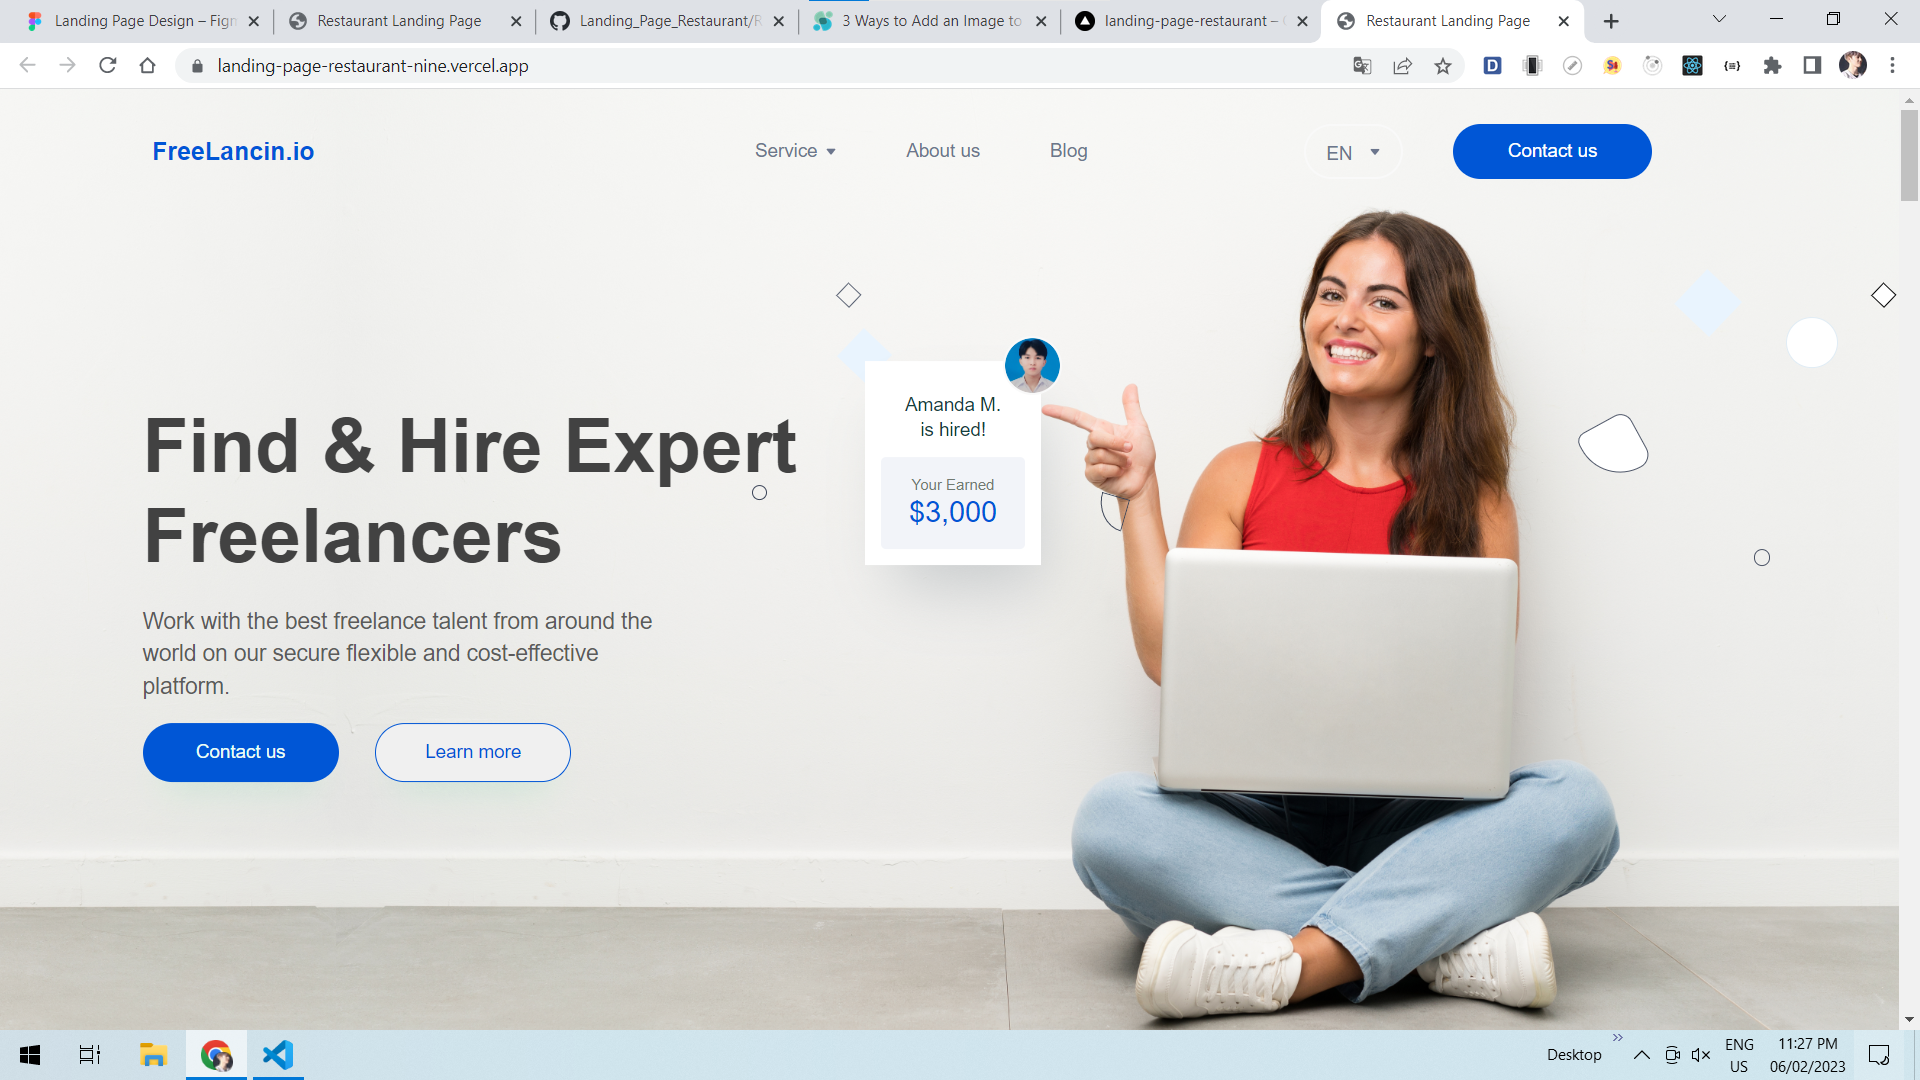 Landing Page Design – Fig
Restaurant Landing Page
Landing_Page_Restaurant/R
3 Ways to Add an Image to
landing-page-restaurant –
Restaurant Landing Page
landing-page-restaurant-nine.vercel.app
FreeLancin.io
Service
About us
Blog
EN
Contact us
Amanda M.
is hired!
Your Earned
$3,000
Find & Hire Expert
Freelancers
Work with the best freelance talent from around the
world on our secure flexible and cost-effective
platform.
Contact us
Learn more
Desktop
ENG
US
11:27 PM
06/02/2023